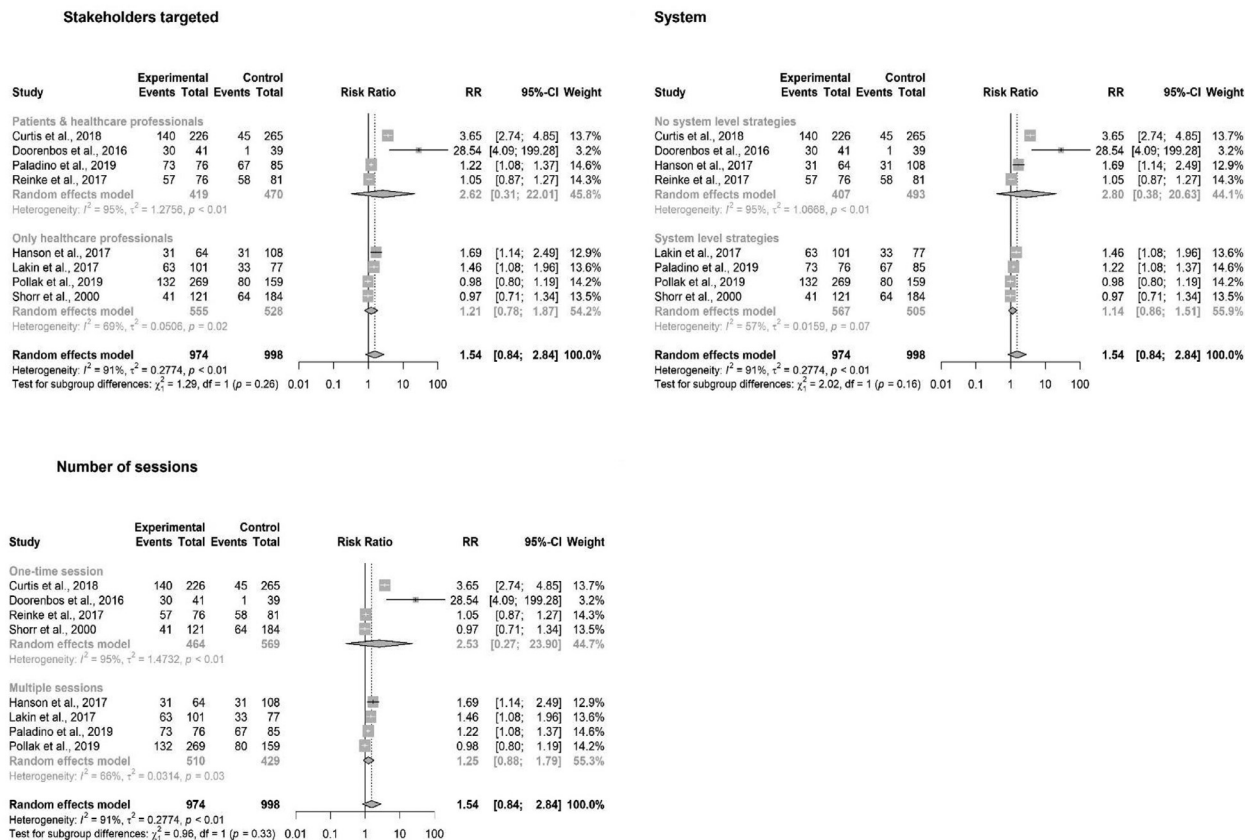 Stakeholders targeted
Experimental Control
Study Events Total Events Total Risk Ratio RR 95%-CI Weight
Patients & healthcare professionals
Curtis et al., 2018 140 226 45 265 3.65 [2.74; 4.85] 13.7%
Doorenbos et al., 2016 30 41 1 39 28.54 [4.09; 199.28] 3.2%
Paladino et al., 2019 73 76 67 85 1.22 [1.08; 1.37] 14.6%
Reinke et al., 2017 57 76 58 81 1.05 [0.87; 1.27] 14.3%
Random effects model 419 470 2.62 [0.31; 22.01] 45.8%
Heterogeneity: I² = 95%, τ² = 1.2756, p < 0.01
Only healthcare professionals
Hanson et al., 2017 31 64 31 108 1.69 [1.14; 2.49] 12.9%
Lakin et al., 2017 63 101 33 77 1.46 [1.08; 1.96] 13.6%
Pollak et al., 2019 132 269 80 159 0.98 [0.80; 1.19] 14.2%
Shorr et al., 2000 41 121 64 184 0.97 [0.71; 1.34] 13.5%
Random effects model 555 528 1.21 [0.78; 1.87] 54.2%
Heterogeneity: I² = 69%, τ² = 0.0506, p = 0.02
Random effects model 974 998 1.54 [0.84; 2.84] 100.0%
Heterogeneity: I² = 91%, τ² = 0.2774, p < 0.01
Test for subgroup differences: χ²₁ = 1.29, df = 1 (p = 0.26) 0.01 0.1 1 10 100
System
Experimental Control
Study Events Total Events Total Risk Ratio RR 95%-CI Weight
No system level strategies
Curtis et al., 2018 140 226 45 265 3.65 [2.74; 4.85] 13.7%
Doorenbos et al., 2016 30 41 1 39 28.54 [4.09; 199.28] 3.2%
Hanson et al., 2017 31 64 31 108 1.69 [1.14; 2.49] 12.9%
Reinke et al., 2017 57 76 58 81 1.05 [0.87; 1.27] 14.3%
Random effects model 407 493 2.80 [0.38; 20.63] 44.1%
Heterogeneity: I² = 95%, τ² = 1.0668, p < 0.01
System level strategies
Lakin et al., 2017 63 101 33 77 1.46 [1.08; 1.96] 13.6%
Paladino et al., 2019 73 76 67 85 1.22 [1.08; 1.37] 14.6%
Pollak et al., 2019 132 269 80 159 0.98 [0.80; 1.19] 14.2%
Shorr et al., 2000 41 121 64 184 0.97 [0.71; 1.34] 13.5%
Random effects model 567 505 1.14 [0.86; 1.51] 55.9%
Heterogeneity: I² = 57%, τ² = 0.0159, p = 0.07
Random effects model 974 998 1.54 [0.84; 2.84] 100.0%
Heterogeneity: I² = 91%, τ² = 0.2774, p < 0.01
Test for subgroup differences: χ²₁ = 2.02, df = 1 (p = 0.16) 0.01 0.1 1 10 100
Number of sessions
Experimental Control
Study Events Total Events Total Risk Ratio RR 95%-CI Weight
One-time session
Curtis et al., 2018 140 226 45 265 3.65 [2.74; 4.85] 13.7%
Doorenbos et al., 2016 30 41 1 39 28.54 [4.09; 199.28] 3.2%
Reinke et al., 2017 57 76 58 81 1.05 [0.87; 1.27] 14.3%
Shorr et al., 2000 41 121 64 184 0.97 [0.71; 1.34] 13.5%
Random effects model 464 569 2.53 [0.27; 23.90] 44.7%
Heterogeneity: I² = 95%, τ² = 1.4732, p < 0.01
Multiple sessions
Hanson et al., 2017 31 64 31 108 1.69 [1.14; 2.49] 12.9%
Lakin et al., 2017 63 101 33 77 1.46 [1.08; 1.96] 13.6%
Paladino et al., 2019 73 76 67 85 1.22 [1.08; 1.37] 14.6%
Pollak et al., 2019 132 269 80 159 0.98 [0.80; 1.19] 14.2%
Random effects model 510 429 1.25 [0.88; 1.79] 55.3%
Heterogeneity: I² = 66%, τ² = 0.0314, p = 0.03
Random effects model 974 998 1.54 [0.84; 2.84] 100.0%
Heterogeneity: I² = 91%, τ² = 0.2774, p < 0.01
Test for subgroup differences: χ²₁ = 0.96, df = 1 (p = 0.33) 0.01 0.1 1 10 100